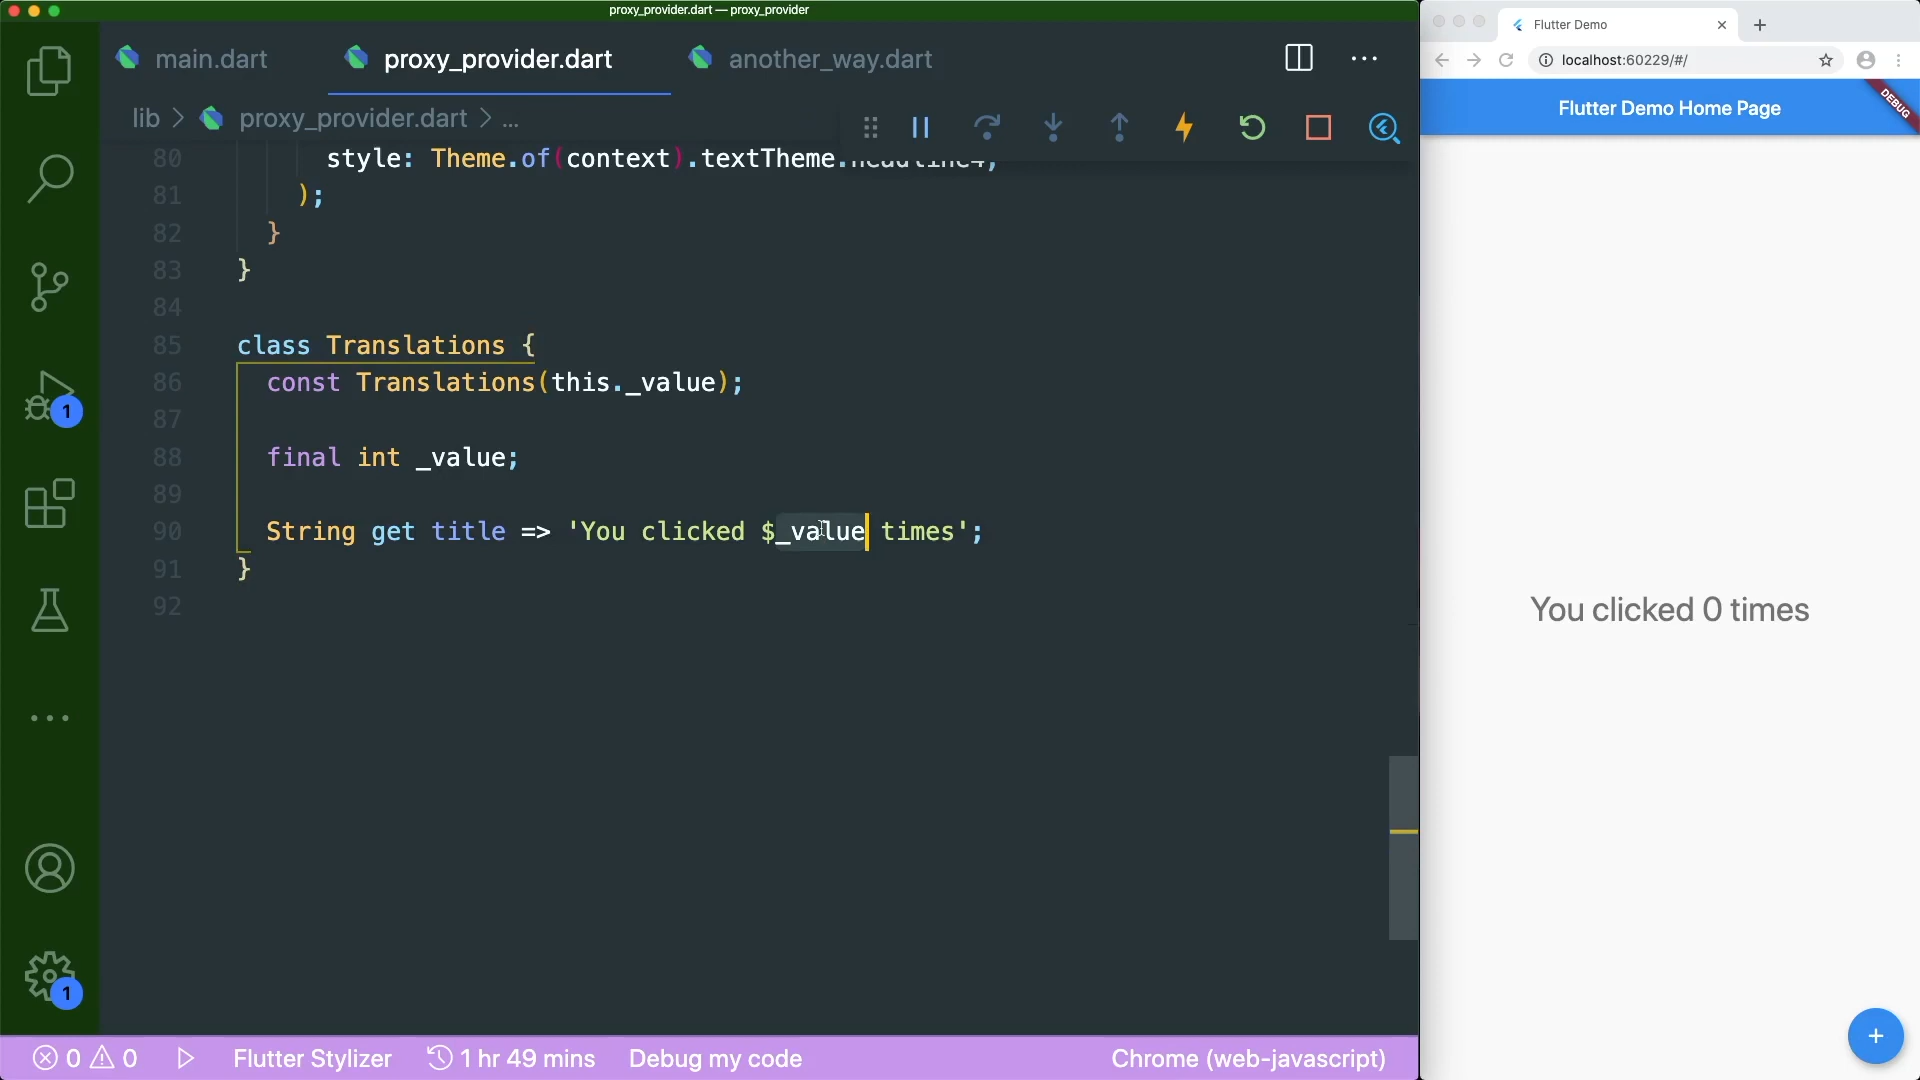 proxy_provider.dart — proxy_provider
main.dart
proxy_provider.dart
another_way.dart
lib > proxy_provider.dart > ...
80 style: Theme.of(context).textTheme.headline4,
81 );
82 }
83 }
84
85 class Translations {
86 const Translations(this._value);
87
88 final int _value;
89
90 String get title => 'You clicked $_value times';
91 }
92
1
1
0 0 Flutter Stylizer 1 hr 49 mins Debug my code Chrome (web-javascript)
Flutter Demo
localhost:60229/#/
Flutter Demo Home Page
DEBUG
You clicked 0 times
+